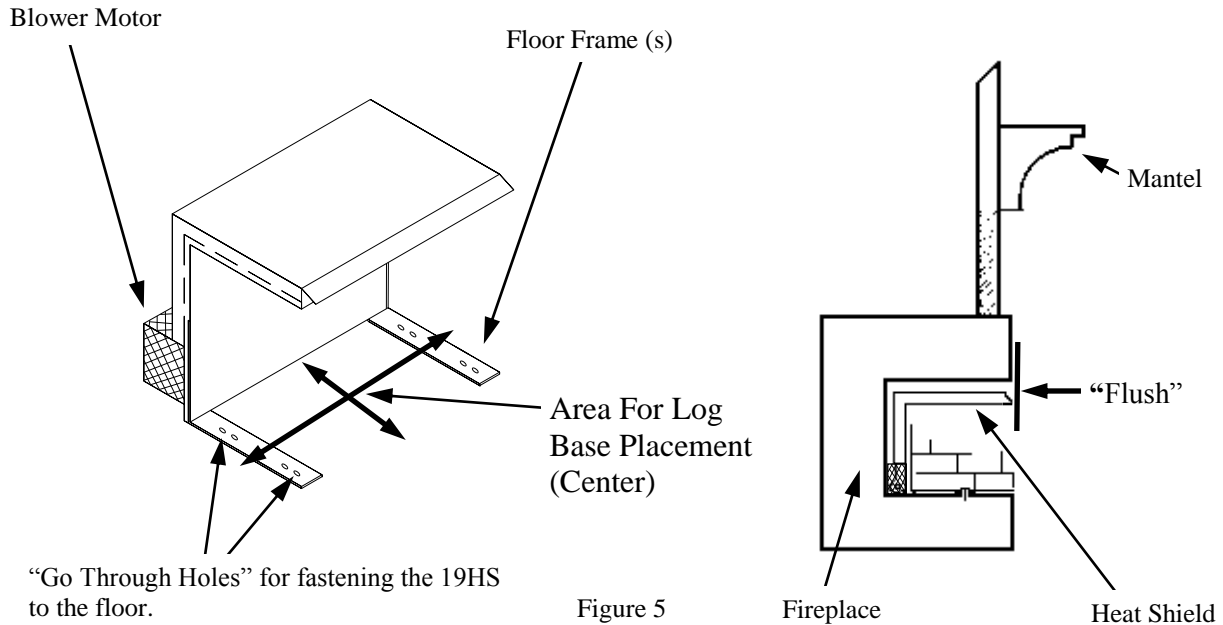 Blower Motor
Floor Frame (s)
Mantel
“Flush”
Area For Log
Base Placement
(Center)
“Go Through Holes” for fastening the 19HS
to the floor.
Figure 5
Fireplace
Heat Shield